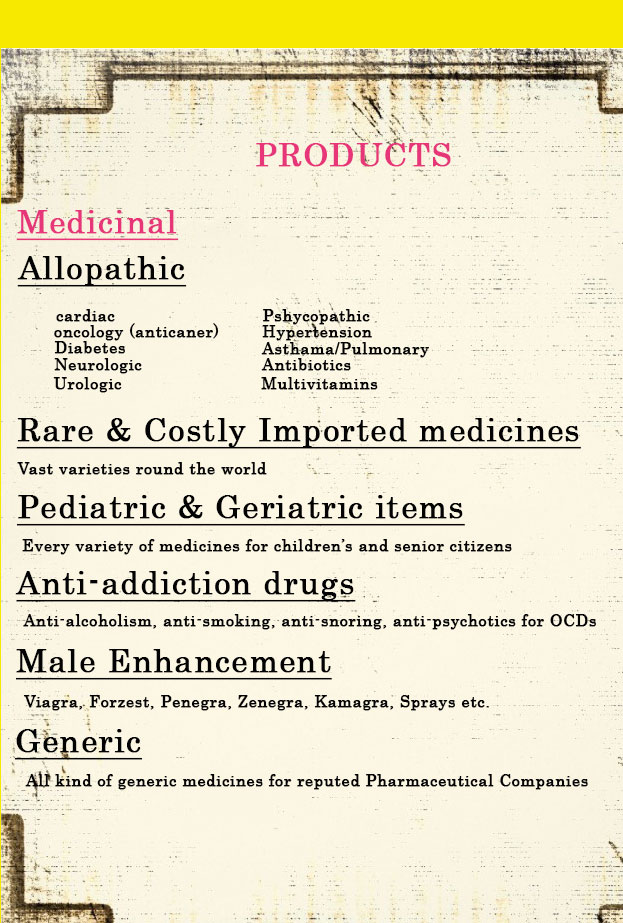 PRODUCTS
Medicinal
Allopathic
cardiac
oncology (anticaner)
Diabetes
Neurologic
Urologic
Pshycopathic
Hypertension
Asthama/Pulmonary
Antibiotics
Multivitamins
Rare & Costly Imported medicines
Vast varieties round the world
Pediatric & Geriatric items
Every variety of medicines for children's and senior citizens
Anti-addiction drugs
Anti-alcoholism, anti-smoking, anti-snoring, anti-psychotics for OCDs
Male Enhancement
Viagra, Forzest, Penegra, Zenegra, Kamagra, Sprays etc.
Generic
All kind of generic medicines for reputed Pharmaceutical Companies